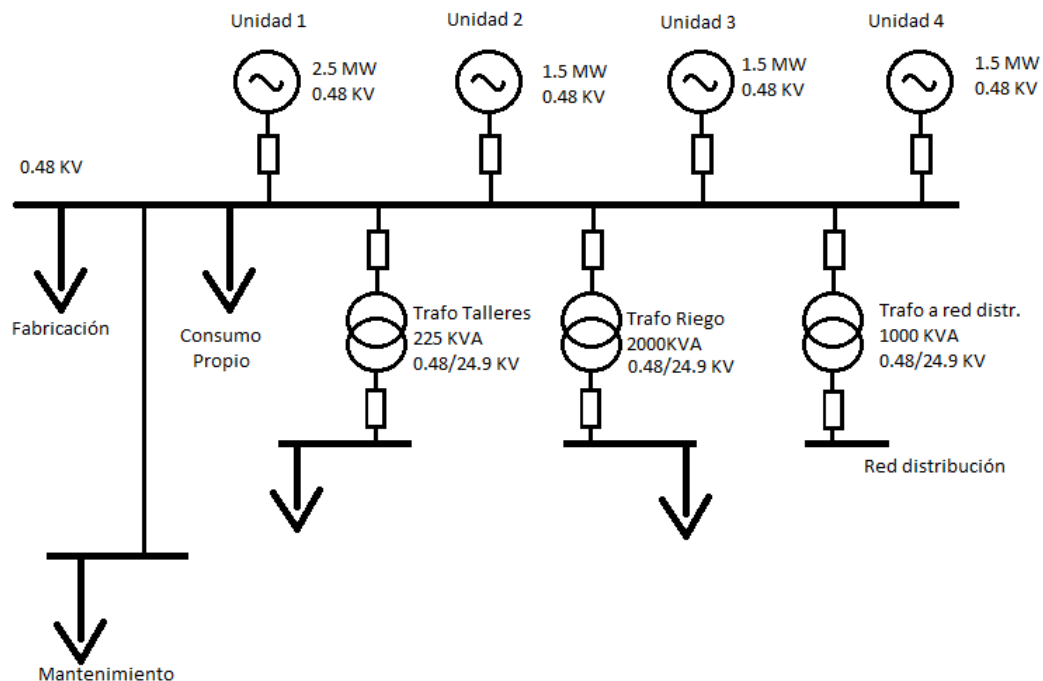 Unidad 1
Unidad 2
Unidad 3
Unidad 4
2.5 MW
0.48 KV
1.5 MW
0.48 KV
1.5 MW
0.48 KV
1.5 MW
0.48 KV
0.48 KV
Fabricación
Consumo
Propio
Trafo Talleres
225 KVA
0.48/24.9 KV
Trafo Riego
2000KVA
0.48/24.9 KV
Trafo a red distr.
1000 KVA
0.48/24.9 KV
Red distribución
Mantenimiento